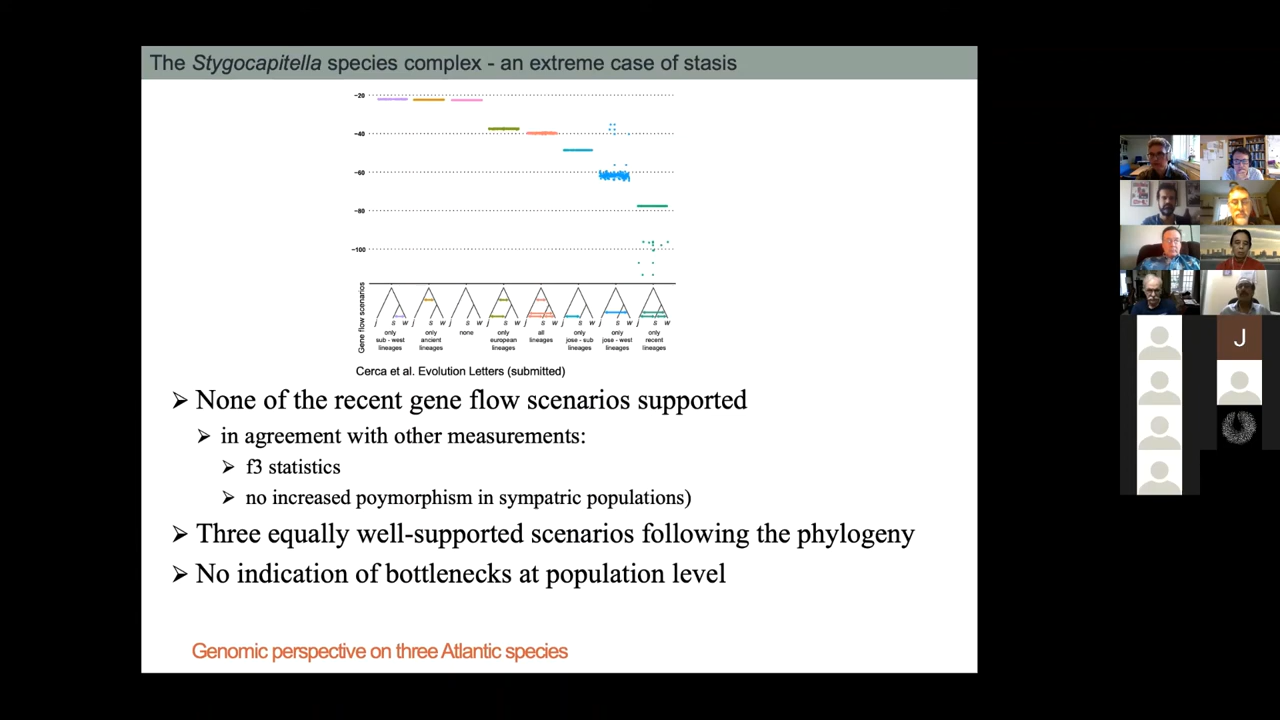 The Stygocapitella species complex - an extreme case of stasis
−20
−40
−60
−80
−100
Gene flow scenarios
J S W
J S W
J S W
J S W
J S W
J S W
J S W
J S W
only sub - west lineages
only ancient lineages
none
only european lineages
all lineages
only jose - sub lineages
only jose - west lineages
only recent lineages
Cerca et al. Evolution Letters (submitted)
➢ None of the recent gene flow scenarios supported
➢ in agreement with other measurements:
➢ f3 statistics
➢ no increased poymorphism in sympatric populations)
➢ Three equally well-supported scenarios following the phylogeny
➢ No indication of bottlenecks at population level
Genomic perspective on three Atlantic species
J